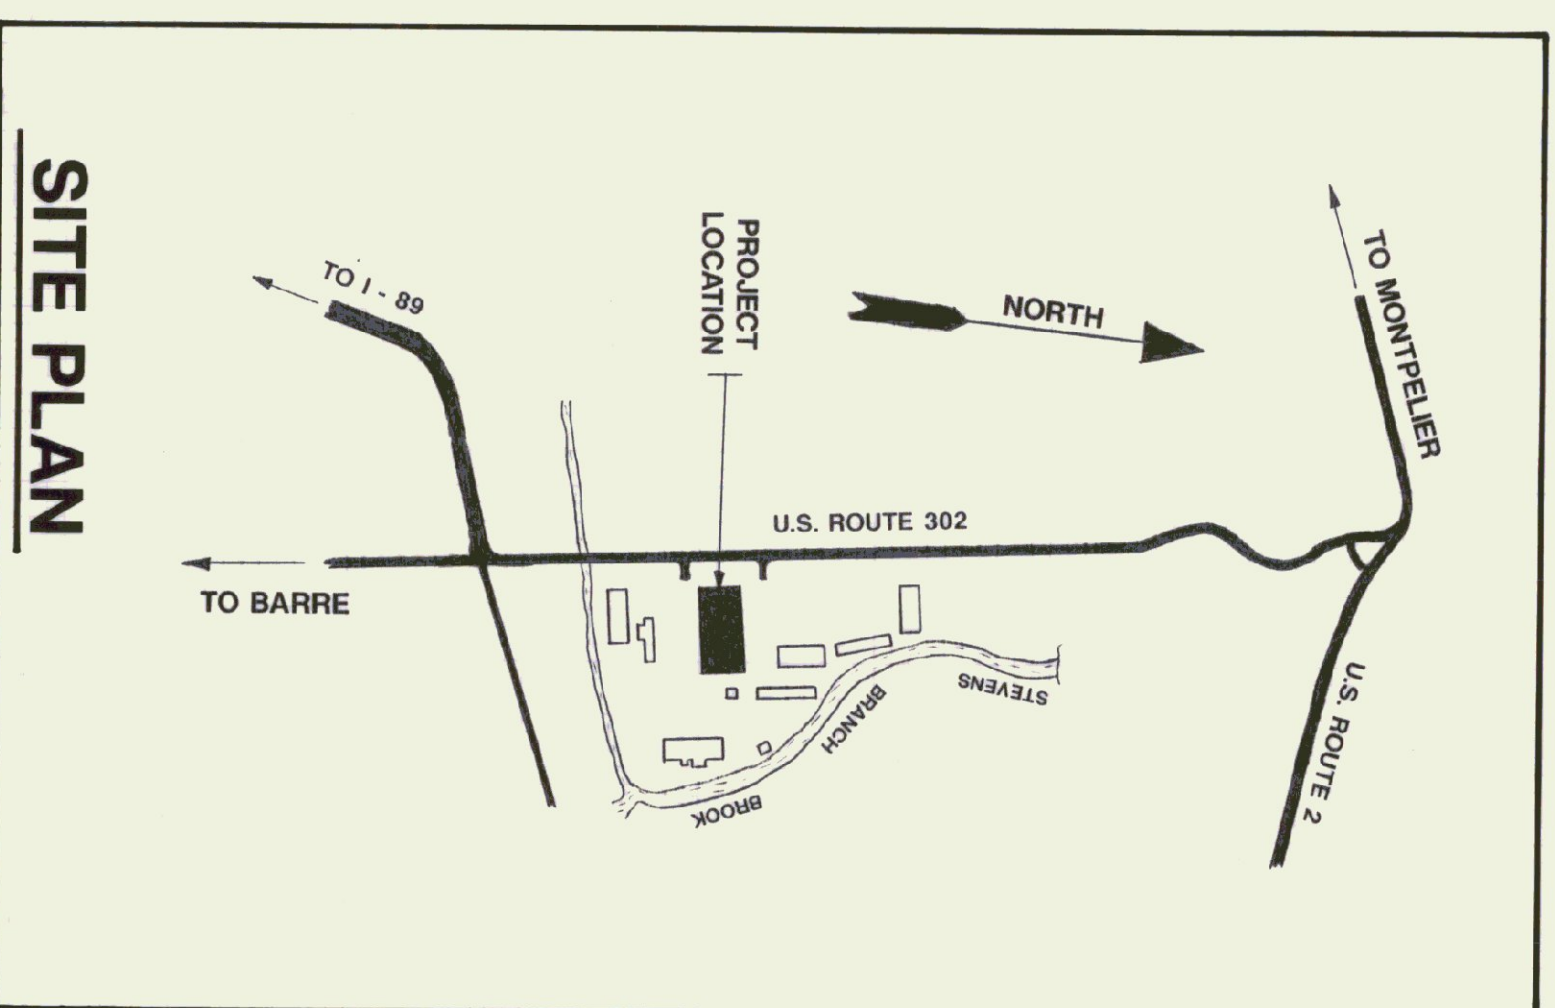 SITE PLAN
TO I - 89
PROJECT
LOCATION
NORTH
TO MONTPELIER
U.S. ROUTE 302
TO BARRE
STEVENS
BRANCH
BROOK
U.S. ROUTE 2